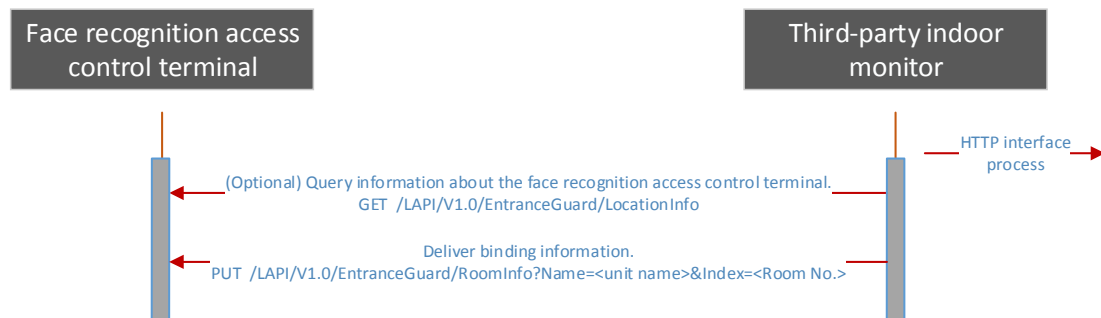 Face recognition access
control terminal
Third-party indoor
monitor
HTTP interface
process
(Optional) Query information about the face recognition access control terminal.
GET /LAPI/V1.0/EntranceGuard/LocationInfo
Deliver binding information.
PUT /LAPI/V1.0/EntranceGuard/RoomInfo?Name=<unit name>&Index=<Room No.>